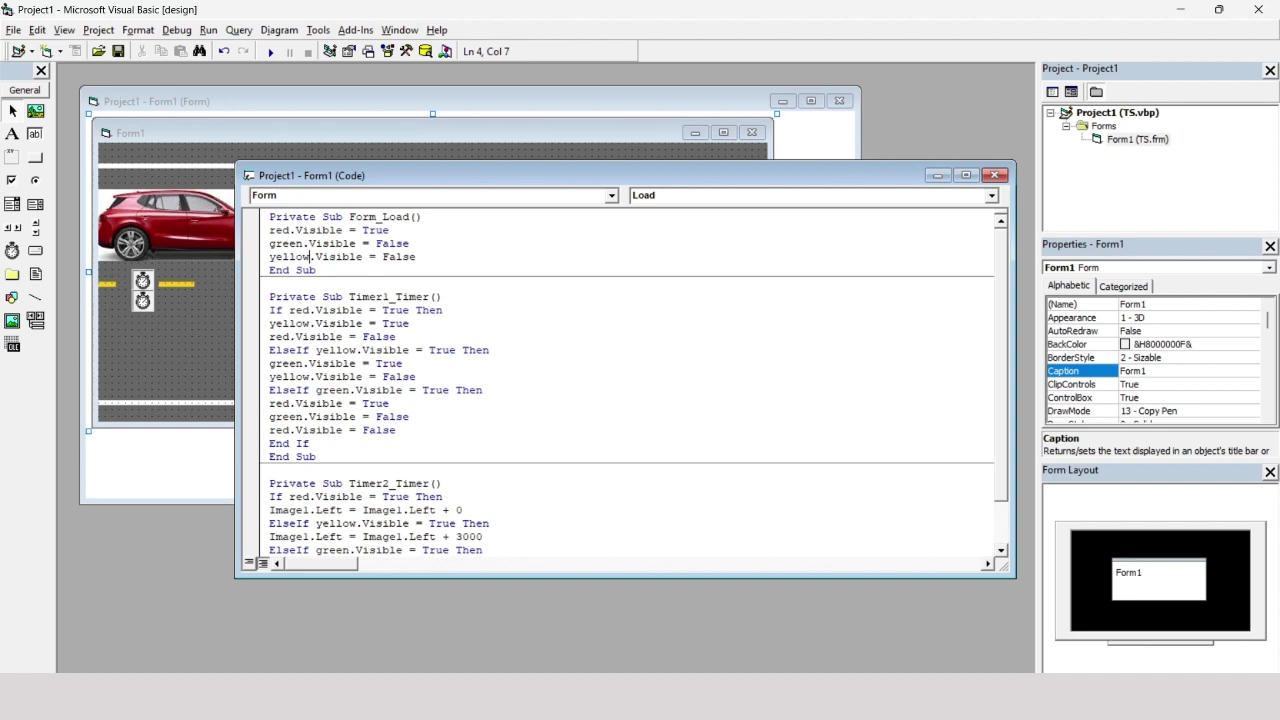 Project1 - Microsoft Visual Basic [design]
File Edit View Project Format Debug Run Query Diagram Tools Add-Ins Window Help
Ln 4, Col 7
General
Project1 - Form1 (Form)
Form1
Project1 - Form1 (Code)
Form
Load
Private Sub Form_Load()
red.Visible = True
green.Visible = False
yellow.Visible = False
End Sub
Private Sub Timer1_Timer()
If red.Visible = True Then
yellow.Visible = True
red.Visible = False
ElseIf yellow.Visible = True Then
green.Visible = True
yellow.Visible = False
ElseIf green.Visible = True Then
red.Visible = True
green.Visible = False
red.Visible = False
End If
End Sub
Private Sub Timer2_Timer()
If red.Visible = True Then
Image1.Left = Image1.Left + 0
ElseIf yellow.Visible = True Then
Image1.Left = Image1.Left + 3000
ElseIf green.Visible = True Then
Project - Project1
Project1 (TS.vbp)
Forms
Form1 (TS.frm)
Properties - Form1
Form1 Form
Alphabetic Categorized
(Name) Form1
Appearance 1 - 3D
AutoRedraw False
BackColor &H8000000F&
BorderStyle 2 - Sizable
Caption Form1
ClipControls True
ControlBox True
DrawMode 13 - Copy Pen
Caption
Returns/sets the text displayed in an object's title bar or
Form Layout
Form1